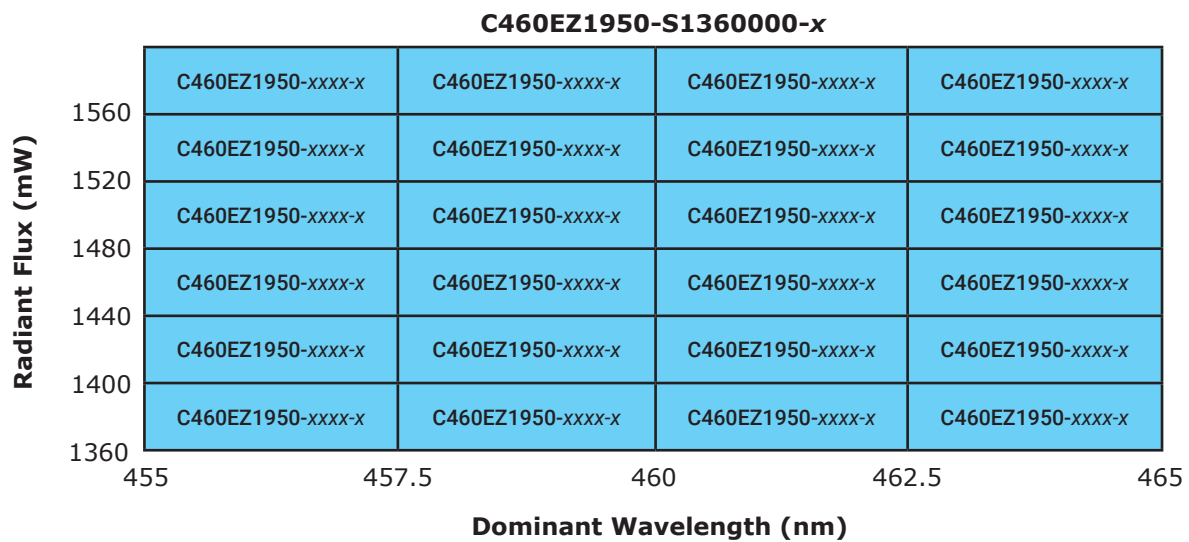 C460EZ1950-S1360000-x
C460EZ1950-xxxx-x C460EZ1950-xxxx-x C460EZ1950-xxxx-x C460EZ1950-xxxx-x
1560
C460EZ1950-xxxx-x C460EZ1950-xxxx-x C460EZ1950-xxxx-x C460EZ1950-xxxx-x
1520
C460EZ1950-xxxx-x C460EZ1950-xxxx-x C460EZ1950-xxxx-x C460EZ1950-xxxx-x
1480
C460EZ1950-xxxx-x C460EZ1950-xxxx-x C460EZ1950-xxxx-x C460EZ1950-xxxx-x
1440
C460EZ1950-xxxx-x C460EZ1950-xxxx-x C460EZ1950-xxxx-x C460EZ1950-xxxx-x
1400
C460EZ1950-xxxx-x C460EZ1950-xxxx-x C460EZ1950-xxxx-x C460EZ1950-xxxx-x
1360
Radiant Flux (mW)
455 457.5 460 462.5 465
Dominant Wavelength (nm)